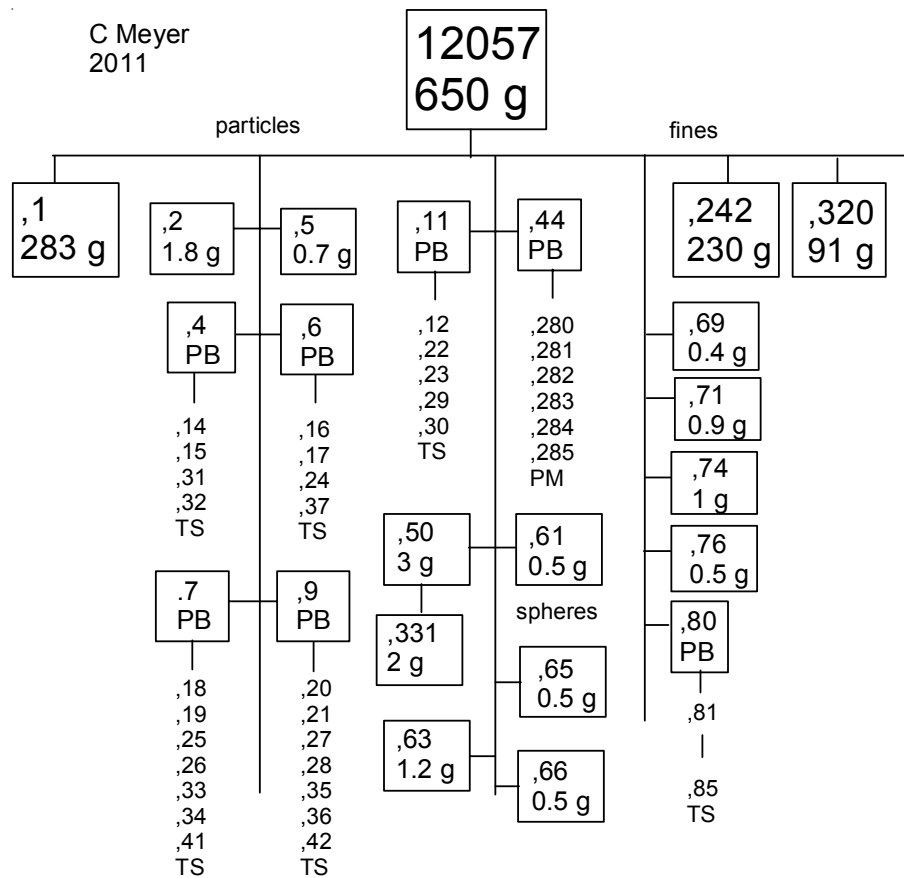 C Meyer
2011
12057
650 g
particles
fines
,1
283 g
,2
1.8 g
,5
0.7 g
,4
PB
,14
,15
,31
,32
TS
,6
PB
,16
,17
,24
,37
TS
.7
PB
,18
,19
,25
,26
,33
,34
,41
TS
,9
PB
,20
,21
,27
,28
,35
,36
,42
TS
,11
PB
,12
,22
,23
,29
,30
TS
,44
PB
,280
,281
,282
,283
,284
,285
PM
,50
3 g
,331
2 g
,61
0.5 g
spheres
,65
0.5 g
,63
1.2 g
,66
0.5 g
,242
230 g
,320
91 g
,69
0.4 g
,71
0.9 g
,74
1 g
,76
0.5 g
,80
PB
,81
,85
TS